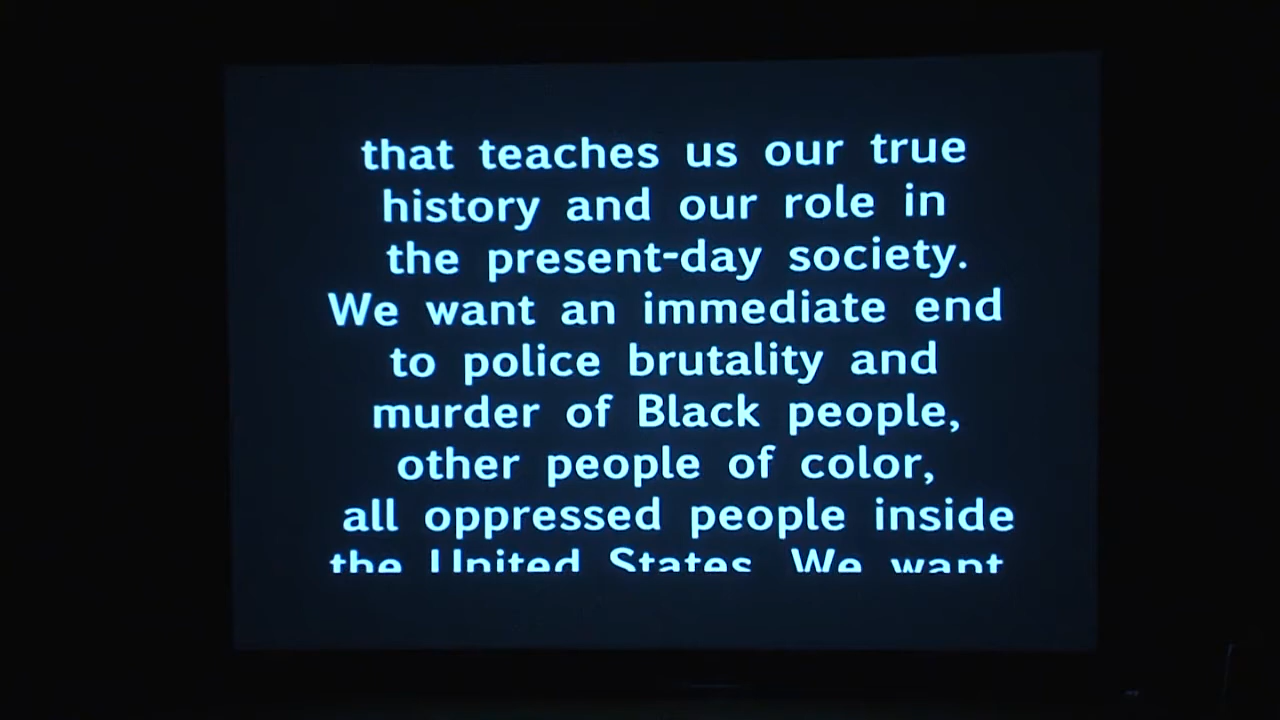 that teaches us our true
history and our role in
the present-day society.
We want an immediate end
to police brutality and
murder of Black people,
other people of color,
all oppressed people inside
the United States. We want